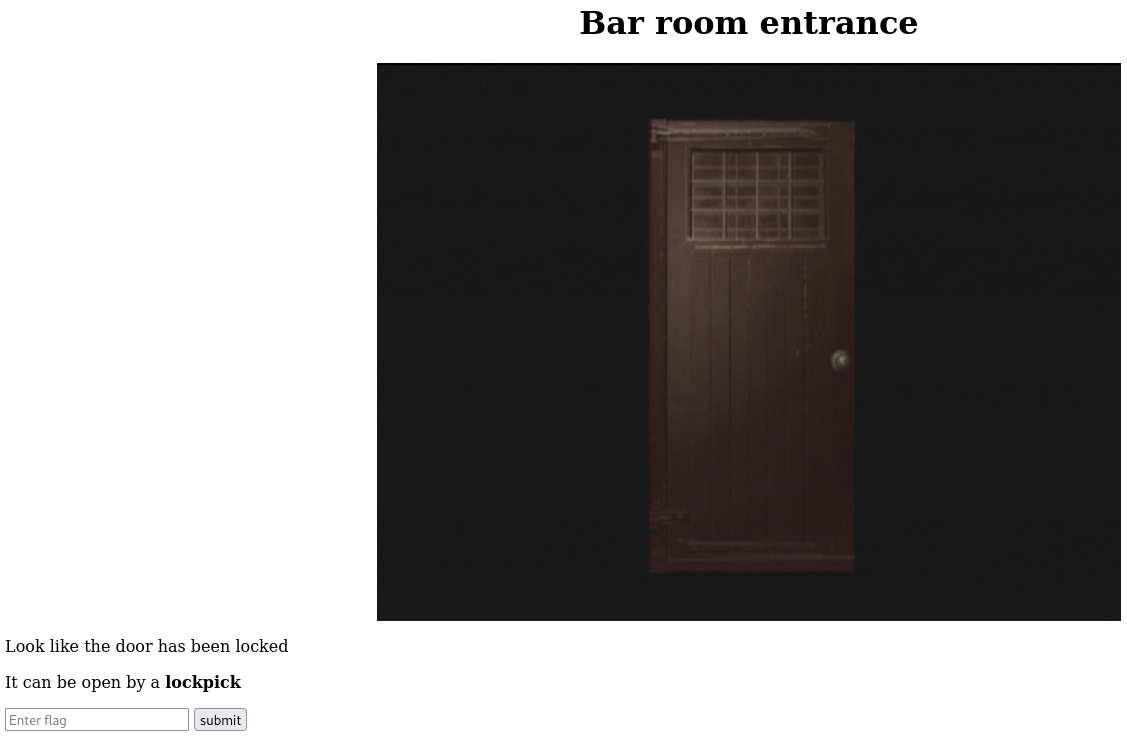 Bar room entrance
Look like the door has been locked
It can be open by a lockpick
Enter flag submit